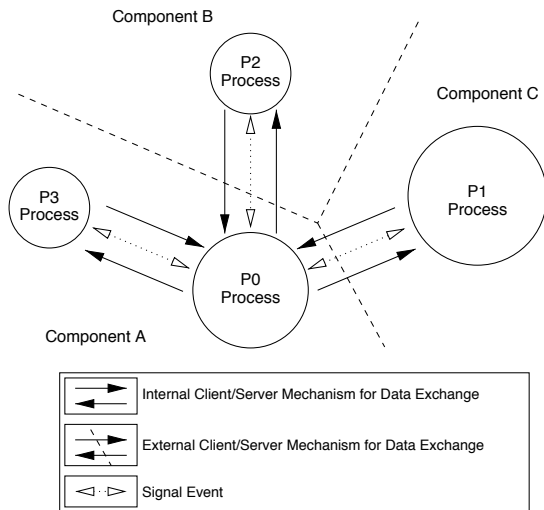 Component B
P2
Process
Component C
P3
Process
P1
Process
P0
Process
Component A
Internal Client/Server Mechanism for Data Exchange
External Client/Server Mechanism for Data Exchange
Signal Event